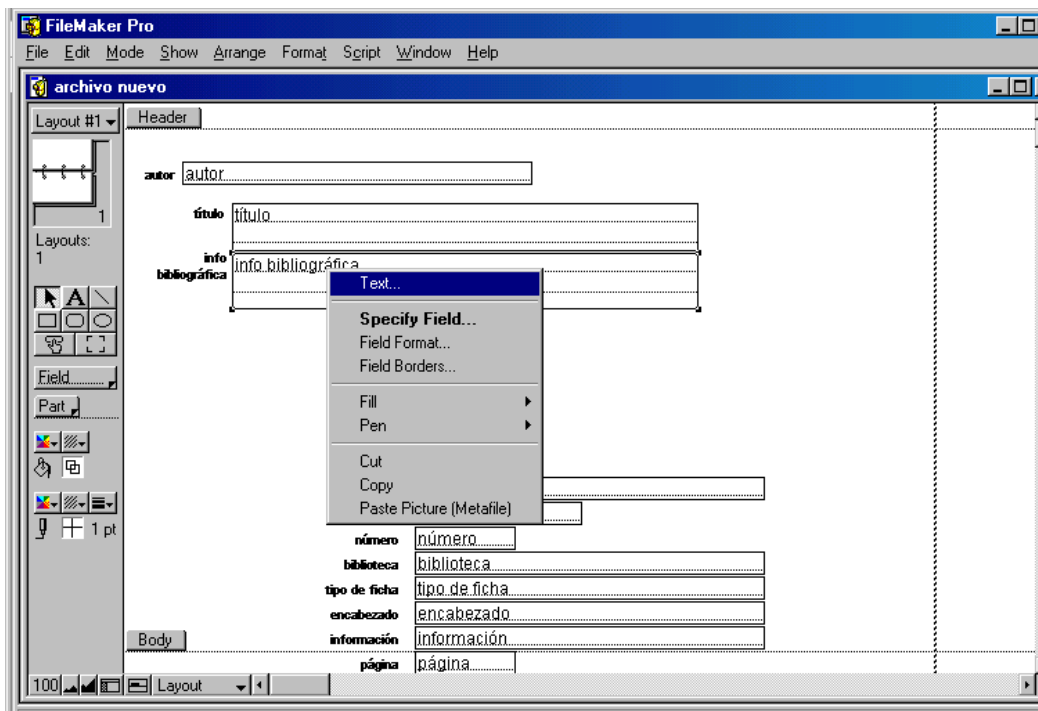 FileMaker Pro
File Edit Mode Show Arrange Format Script Window Help
archivo nuevo
Layout #1
Header
autor autor
título título
1
Layouts:
1
info
bibliográfica
info bibliográfica
Text...
Specify Field...
Field Format...
Field Borders...
Fill
Pen
Cut
Copy
Paste Picture (Metafile)
A
Field
Part
1 pt
número número
biblioteca biblioteca
tipo de ficha tipo de ficha
encabezado encabezado
Body
información información
página página
100 Layout